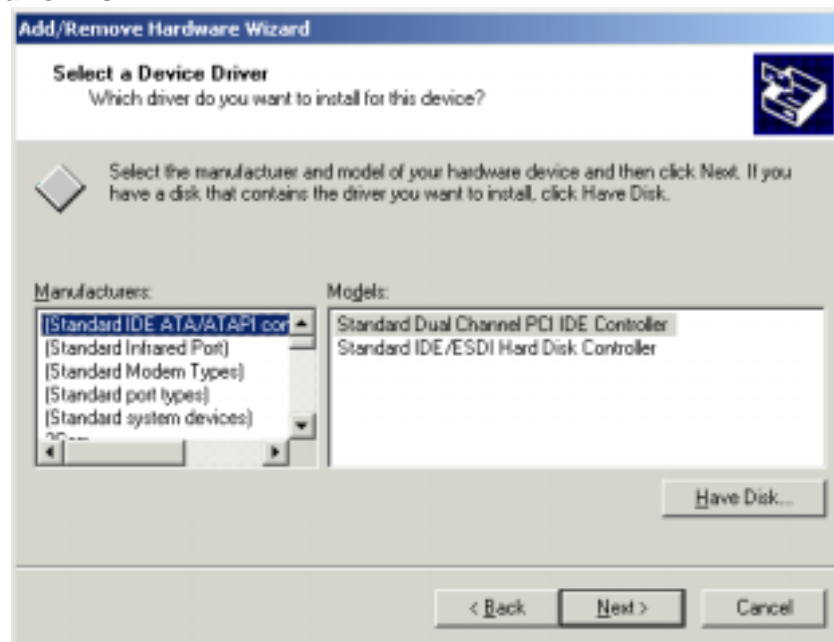 Add/Remove Hardware Wizard
Select a Device Driver
Which driver do you want to install for this device?
Select the manufacturer and model of your hardware device and then click Next. If you
have a disk that contains the driver you want to install, click Have Disk.
Manufacturers:
(Standard IDE ATA/ATAPI con
(Standard Infrared Port)
(Standard Modem Types)
(Standard port types)
(Standard system devices)
Models:
Standard Dual Channel PCI IDE Controller
Standard IDE/ESDI Hard Disk Controller
Have Disk...
< Back
Next >
Cancel